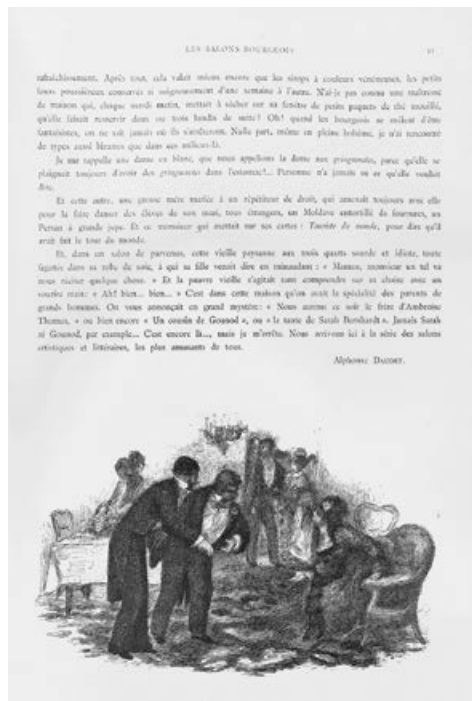 LES SALONS BOURGEOIS
rafraîchissement. Après tout, cela valait mieux encore que les sirops à couleurs vénéneuses, les petits
fours poussiéreux conservés si soigneusement d'une semaine à l'autre. N'ai-je pas connu une maîtresse
de maison qui, chaque mardi matin, mettait à sécher sur sa fenêtre de petits paquets de thé mouillé,
qu'elle faisait resservir deux ou trois lundis de suite! Oh! quand les bourgeois se mêlent d'être
fantaisistes, on ne sait jamais où ils s'arrêteront. Nulle part, même en pleine bohème, je n'ai rencontré
de types aussi bizarres que dans ces milieux-là.
Je me rappelle une dame en blanc, que nous appelions la dame aux gringuenotes, parce qu'elle se
plaignait toujours d'avoir des gringuenotes dans l'estomac!... Personne n'a jamais su ce qu'elle voulait
dire.
Et cette autre, une grosse mère mariée à un répétiteur de droit, qui amenait toujours avec elle
pour la faire danser des élèves de son mari, tous étrangers, un Moldave entortillé de fourrures, un
Persan à grande jupe. Et ce monsieur qui mettait sur ses cartes : Touriste du monde, pour dire qu'il
avait fait le tour du monde.
Et, dans un salon de parvenus, cette vieille paysanne aux trois quarts sourde et idiote, toute
fagotée dans sa robe de soie, à qui sa fille venait dire en minaudant : « Maman, monsieur un tel va
nous réciter quelque chose. » Et la pauvre vieille s'agitait sans comprendre sur sa chaise avec un
sourire niais: « Ah! bien... bien... » C'est dans cette maison qu'on avait la spécialité des parents de
grands hommes. On vous annonçait en grand mystère: « Nous aurons ce soir le frère d'Ambroise
Thomas, » ou bien encore « Un cousin de Gounod », ou « la tante de Sarah Bernhardt ». Jamais Sarah
ni Gounod, par exemple... C'est encore là..., mais je m'arrête. Nous arrivons ici à la série des salons
artistiques et littéraires, les plus amusants de tous.
Alphonse DAUDET.